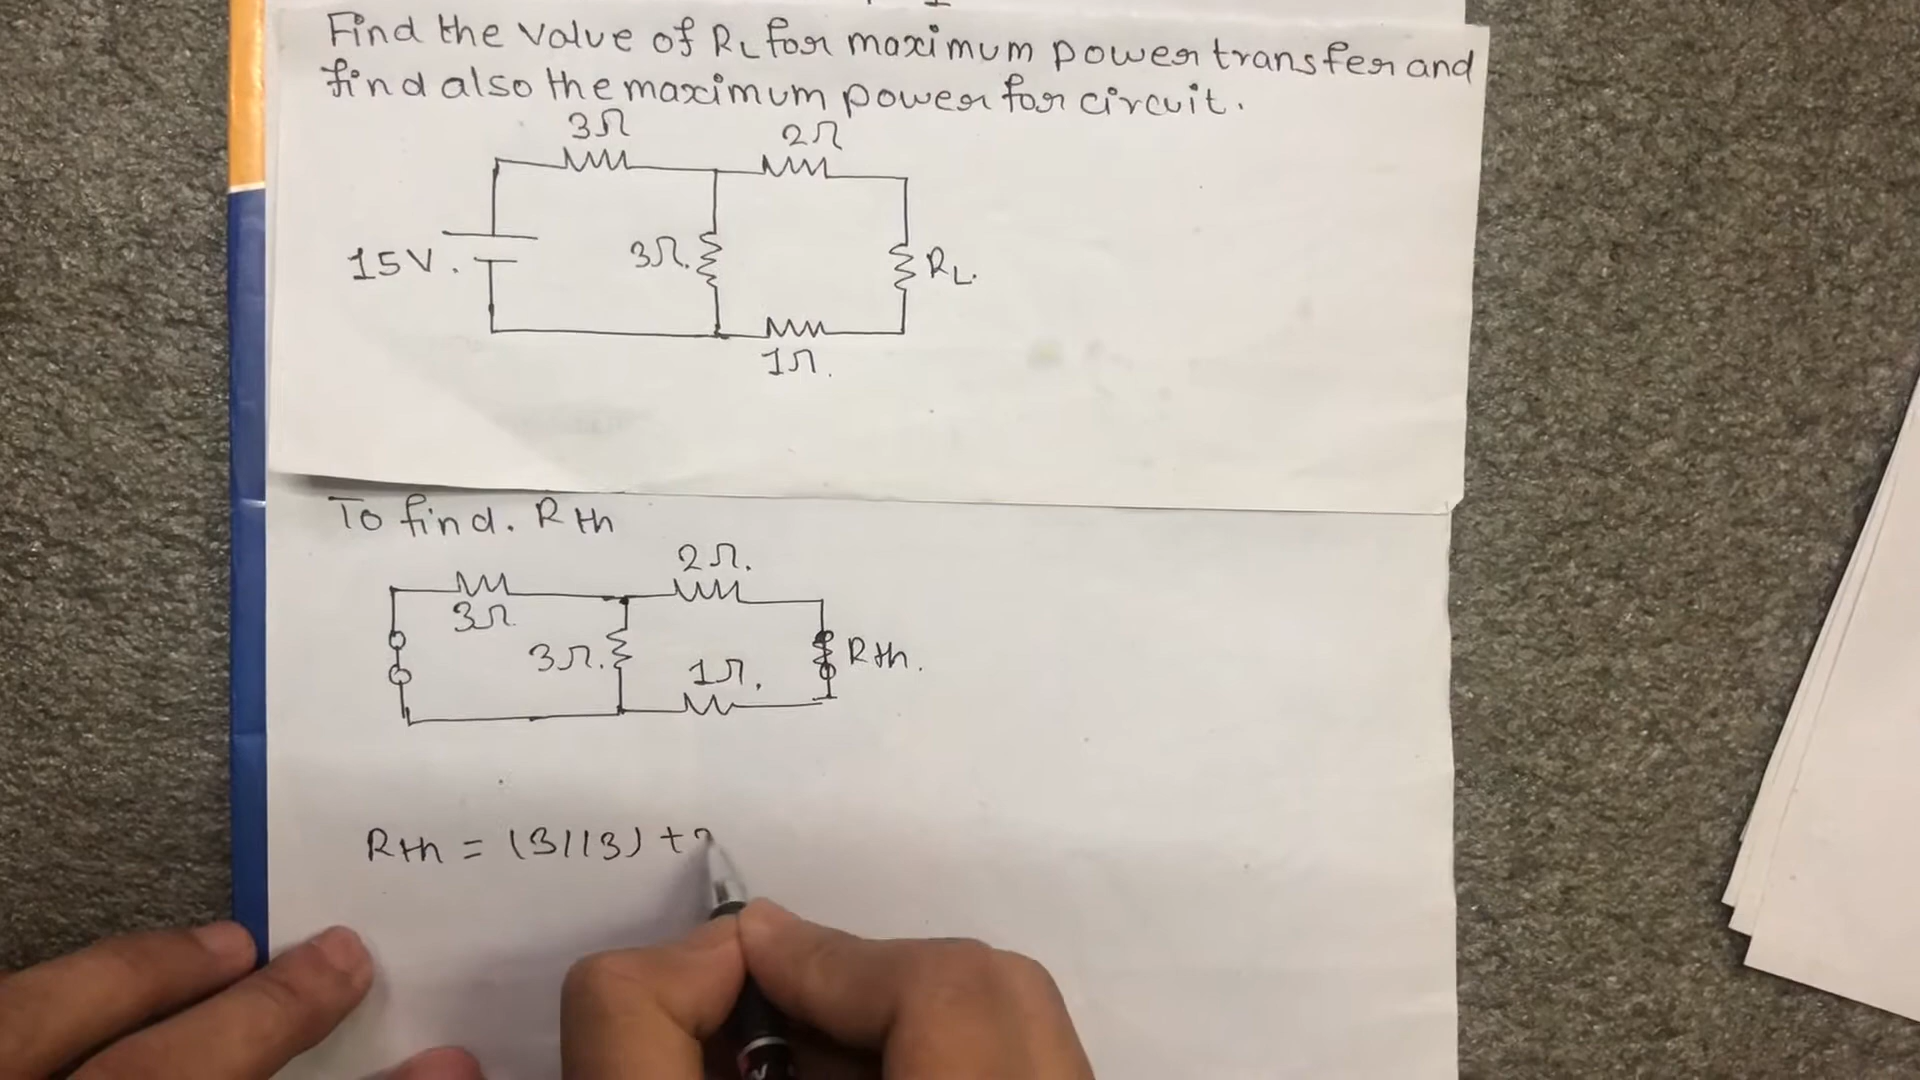 Find the value of RL for maximum power transfer and
find also the maximum power for circuit.
3Ω
2Ω
15V.
3Ω.
RL.
1Ω.
To find. Rth
2Ω.
3Ω
3Ω.
1Ω.
Rth.
Rth = (3||3) +